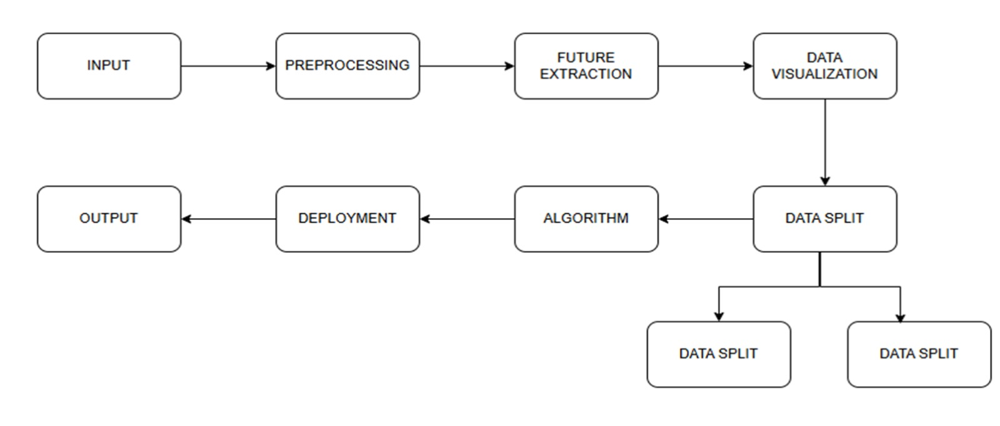 INPUT
PREPROCESSING
FUTURE
EXTRACTION
DATA
VISUALIZATION
OUTPUT
DEPLOYMENT
ALGORITHM
DATA SPLIT
DATA SPLIT
DATA SPLIT